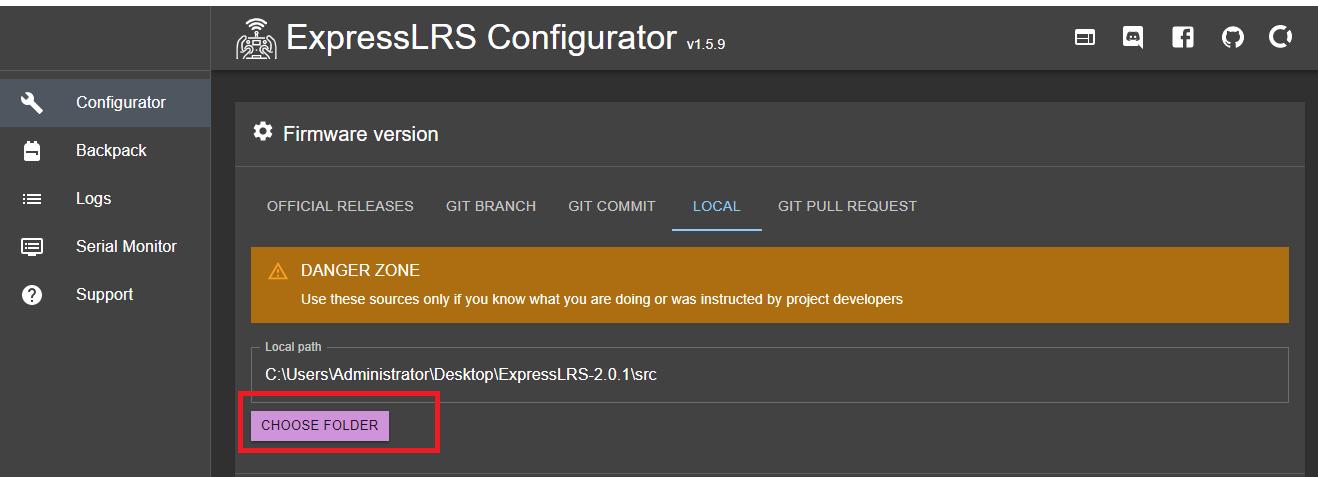 ExpressLRS Configurator v1.5.9
Configurator
Backpack
Logs
Serial Monitor
Support
Firmware version
OFFICIAL RELEASES GIT BRANCH GIT COMMIT LOCAL GIT PULL REQUEST
DANGER ZONE
Use these sources only if you know what you are doing or was instructed by project developers
Local path
C:\Users\Administrator\Desktop\ExpressLRS-2.0.1\src
CHOOSE FOLDER